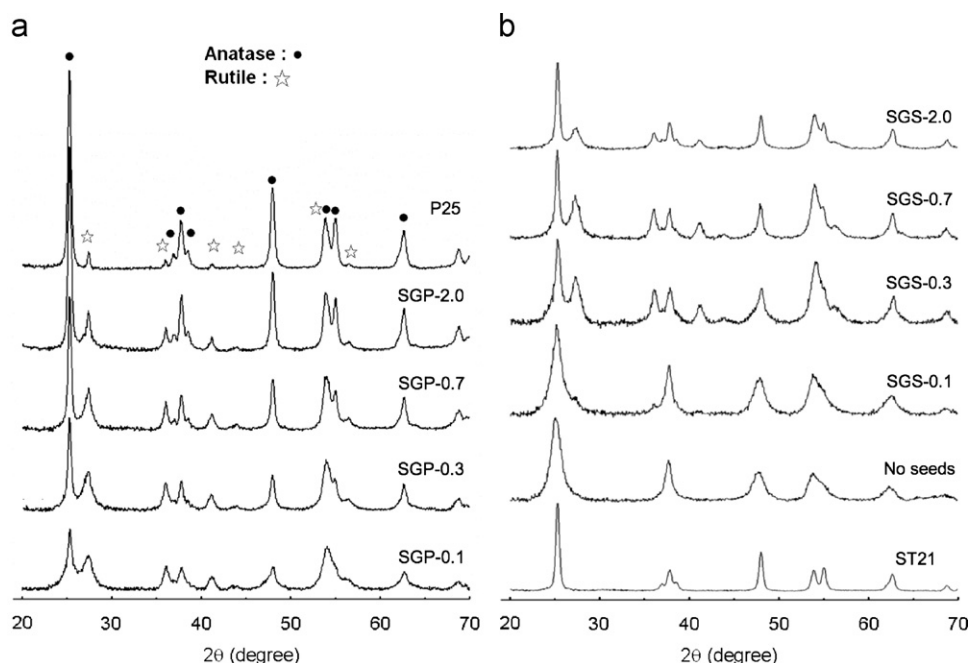 a
Anatase : ●
Rutile : ☆
P25
SGP-2.0
SGP-0.7
SGP-0.3
SGP-0.1
20 30 40 50 60 70
2θ (degree)
b
SGS-2.0
SGS-0.7
SGS-0.3
SGS-0.1
No seeds
ST21
20 30 40 50 60 70
2θ (degree)